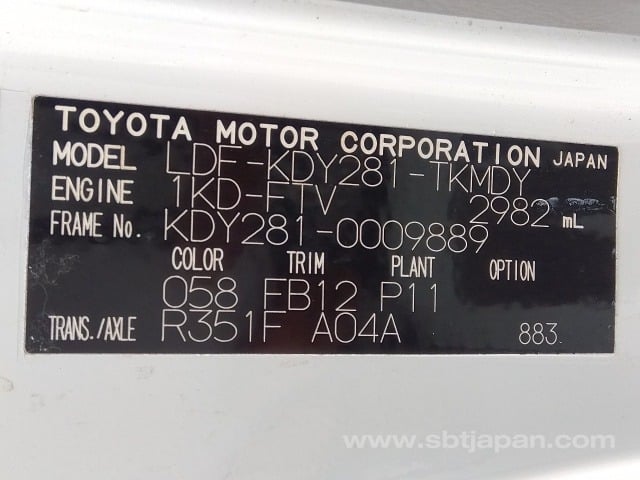 TOYOTA MOTOR CORPORATION JAPAN
MODEL LDF-KDY281-TKMDY
ENGINE 1KD-FTV 2982 mL
FRAME No. KDY281-0009889
COLOR TRIM PLANT OPTION
058 FB12 P11
TRANS./AXLE R351F A04A 883.
www.sbtjapan.com